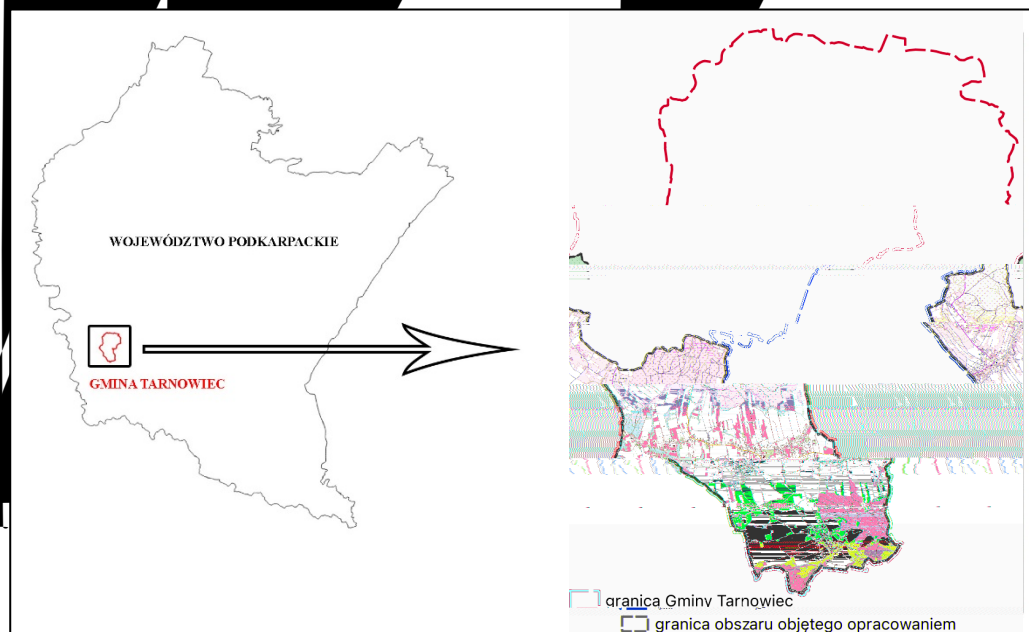 WOJEWÓDZTWO PODKARPACKIE
GMINA TARNOWIEC
granica Gminy Tarnowiec
granica obszaru objętego opracowaniem